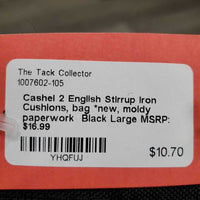 The Tack Collector
1007602-105
Cashel 2 English Stirrup Iron
Cushions, bag *new, moldy
paperwork Black Large MSRP:
$16.99
YHQFUJ
$10.70